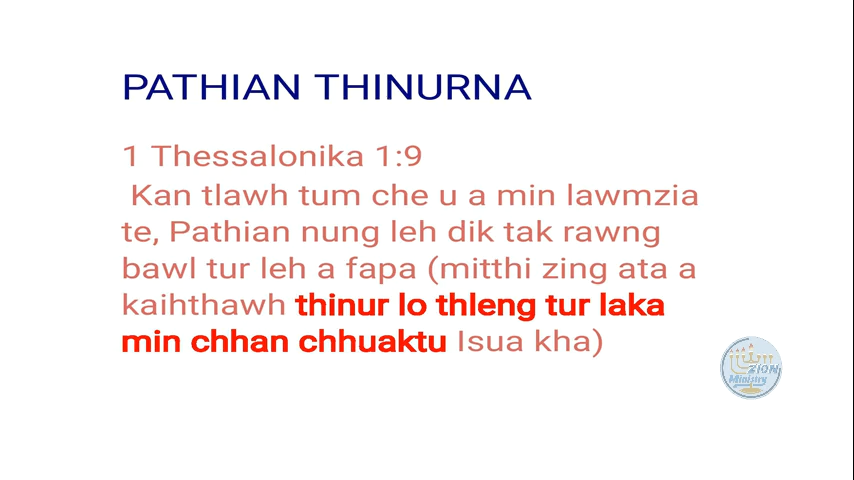 PATHIAN THINURNA
1 Thessalonika 1:9
Kan tlawh tum che u a min lawmzia
te, Pathian nung leh dik tak rawng
bawl tur leh a fapa (mitthi zing ata a
kaihthawh thinur lo thleng tur laka
min chhan chhuaktu Isua kha)
ZION
Ministry